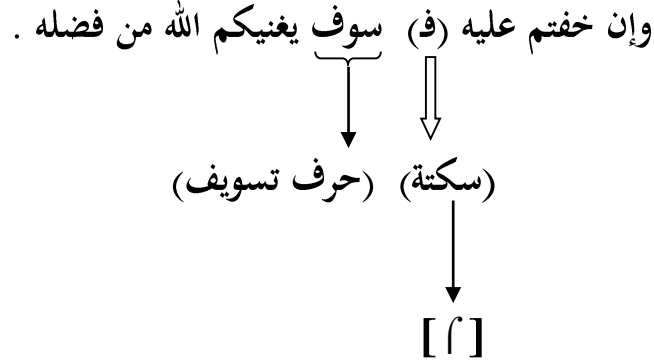 وإن خفتم عليه (فـ) سوف يغنيكم الله من فضله .
(سكتة) (حرف تسويف)
[⌠]